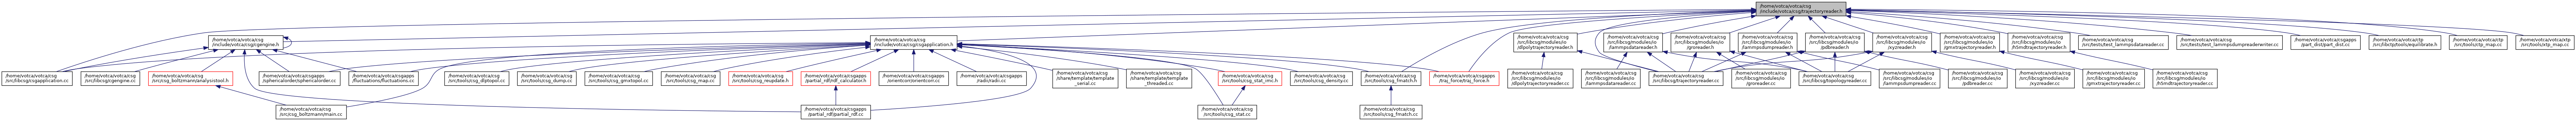 /home/votca/votca/csg
/include/votca/csg/trajectoryreader.h
/home/votca/votca/csg
/include/votca/csg/cgengine.h
/home/votca/votca/csg
/include/votca/csg/csgapplication.h
/home/votca/votca/csg
/src/libcsg/modules/io
/dlpolytrajectoryreader.h
/home/votca/votca/csg
/src/libcsg/modules/io
/lammpsdatareader.h
/home/votca/votca/csg
/src/libcsg/modules/io
/groreader.h
/home/votca/votca/csg
/src/libcsg/modules/io
/lammpsdumpreader.h
/home/votca/votca/csg
/src/libcsg/modules/io
/pdbreader.h
/home/votca/votca/csg
/src/libcsg/modules/io
/xyzreader.h
/home/votca/votca/csg
/src/libcsg/modules/io
/gmxtrajectoryreader.h
/home/votca/votca/csg
/src/libcsg/modules/io
/h5mdtrajectoryreader.h
/home/votca/votca/csg
/src/tests/test_lammpsdatareader.cc
/home/votca/votca/csg
/src/tests/test_lammpsdumpreaderwriter.cc
/home/votca/votca/csgapps
/part_dist/part_dist.cc
/home/votca/votca/xtp
/src/libxtp/tools/equilibrate.h
/home/votca/votca/xtp
/src/tools/xtp_map.cc
/home/votca/votca/xtp
/src/tools/xtp_map.cc
/home/votca/votca/csg
/src/libcsg/csgapplication.cc
/home/votca/votca/csg
/src/libcsg/cgengine.cc
/home/votca/votca/csg
/src/csg_boltzmann/analysistool.h
/home/votca/votca/csgapps
/sphericalorder/sphericalorder.cc
/home/votca/votca/csgapps
/fluctuations/fluctuations.cc
/home/votca/votca/csg
/src/tools/csg_dlptopol.cc
/home/votca/votca/csg
/src/tools/csg_dump.cc
/home/votca/votca/csg
/src/tools/csg_gmxtopol.cc
/home/votca/votca/csg
/src/tools/csg_map.cc
/home/votca/votca/csg
/src/tools/csg_reupdate.h
/home/votca/votca/csgapps
/partial_rdf/rdf_calculator.h
/home/votca/votca/csgapps
/orientcorr/orientcorr.cc
/home/votca/votca/csgapps
/radii/radii.cc
/home/votca/votca/csg
/share/template/template
_serial.cc
/home/votca/votca/csg
/share/template/template
_threaded.cc
/home/votca/votca/csg
/src/tools/csg_stat_imc.h
/home/votca/votca/csg
/src/tools/csg_density.cc
/home/votca/votca/csg
/src/tools/csg_fmatch.h
/home/votca/votca/csgapps
/traj_force/traj_force.h
/home/votca/votca/csg
/src/libcsg/modules/io
/dlpolytrajectoryreader.cc
/home/votca/votca/csg
/src/libcsg/modules/io
/lammpsdatareader.cc
/home/votca/votca/csg
/src/libcsg/trajectoryreader.cc
/home/votca/votca/csg
/src/libcsg/modules/io
/groreader.cc
/home/votca/votca/csg
/src/libcsg/topologyreader.cc
/home/votca/votca/csg
/src/libcsg/modules/io
/lammpsdumpreader.cc
/home/votca/votca/csg
/src/libcsg/modules/io
/pdbreader.cc
/home/votca/votca/csg
/src/libcsg/modules/io
/xyzreader.cc
/home/votca/votca/csg
/src/libcsg/modules/io
/gmxtrajectoryreader.cc
/home/votca/votca/csg
/src/libcsg/modules/io
/h5mdtrajectoryreader.cc
/home/votca/votca/csg
/src/csg_boltzmann/main.cc
/home/votca/votca/csgapps
/partial_rdf/partial_rdf.cc
/home/votca/votca/csg
/src/tools/csg_stat.cc
/home/votca/votca/csg
/src/tools/csg_fmatch.cc